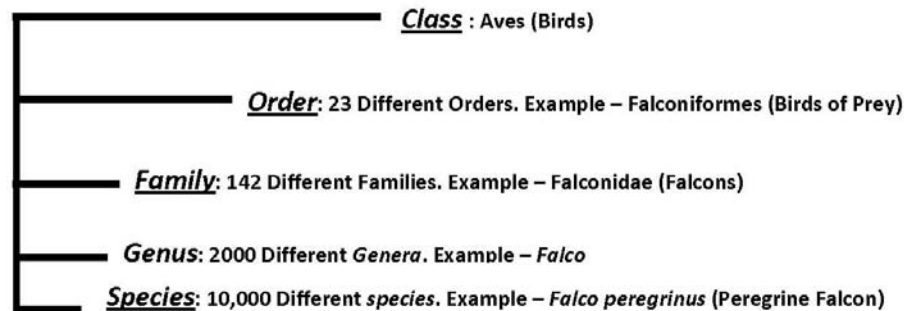 Class : Aves (Birds)
Order: 23 Different Orders. Example – Falconiformes (Birds of Prey)
Family: 142 Different Families. Example – Falconidae (Falcons)
Genus: 2000 Different Genera. Example – Falco
Species: 10,000 Different species. Example – Falco peregrinus (Peregrine Falcon)